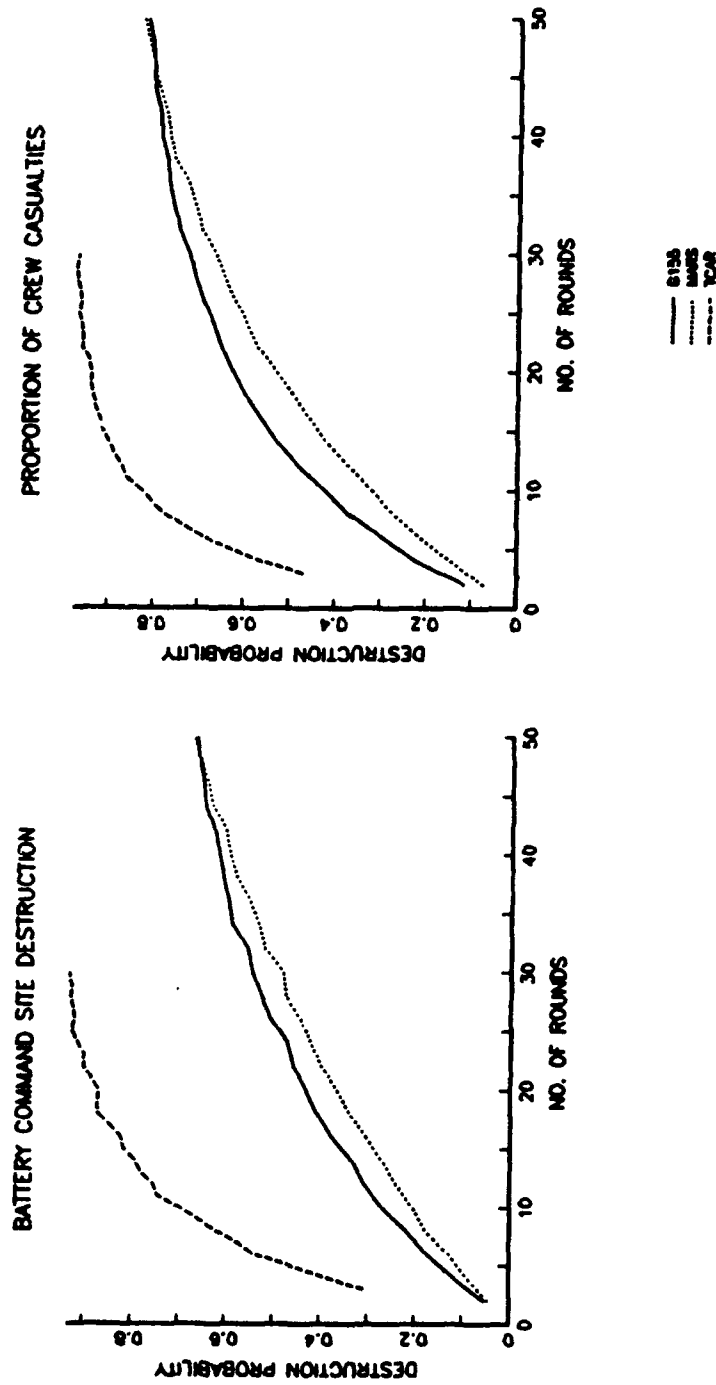 BATTERY COMMAND SITE DESTRUCTION
DESTRUCTION PROBABILITY
0.8
0.6
0.4
0.2
0
0 10 20 30 40 50
NO. OF ROUNDS
PROPORTION OF CREW CASUALTIES
DESTRUCTION PROBABILITY
0.8
0.6
0.4
0.2
0
0 10 20 30 40 50
NO. OF ROUNDS
B155
MARS
TCAR